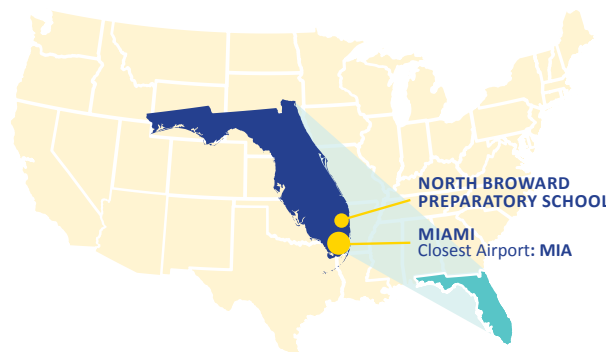 NORTH BROWARD
PREPARATORY SCHOOL
MIAMI
Closest Airport: MIA